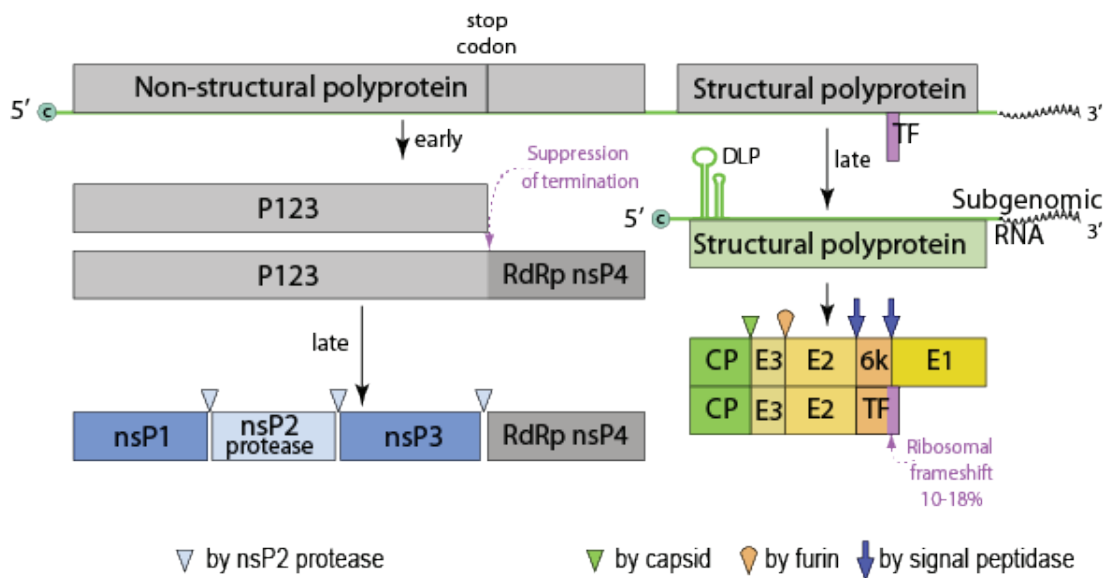 stop
codon
Non-structural polyprotein
Structural polyprotein
5′
c
3′
TF
early
Suppression
of termination
DLP
late
P123
Subgenomic
5′
c
RNA
3′
Structural polyprotein
P123
RdRp nsP4
late
CP
E3
E2
6k
E1
CP
E3
E2
TF
nsP1
nsP2
protease
nsP3
RdRp nsP4
Ribosomal
frameshift
10-18%
by nsP2 protease
by capsid
by furin
by signal peptidase